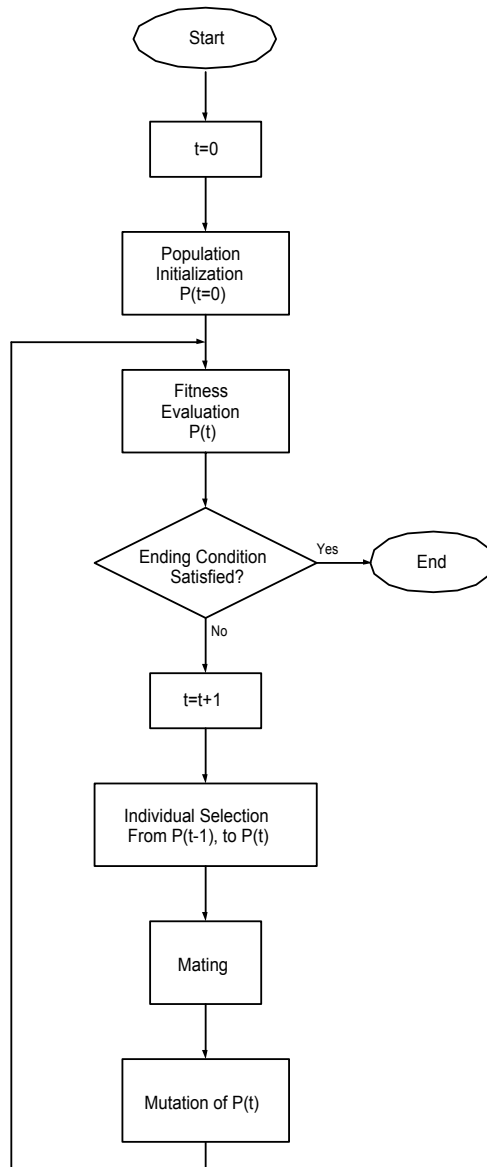 Start
t=0
Population
Initialization
P(t=0)
Fitness
Evaluation
P(t)
Ending Condition
Satisfied?
Yes
End
No
t=t+1
Individual Selection
From P(t-1), to P(t)
Mating
Mutation of P(t)